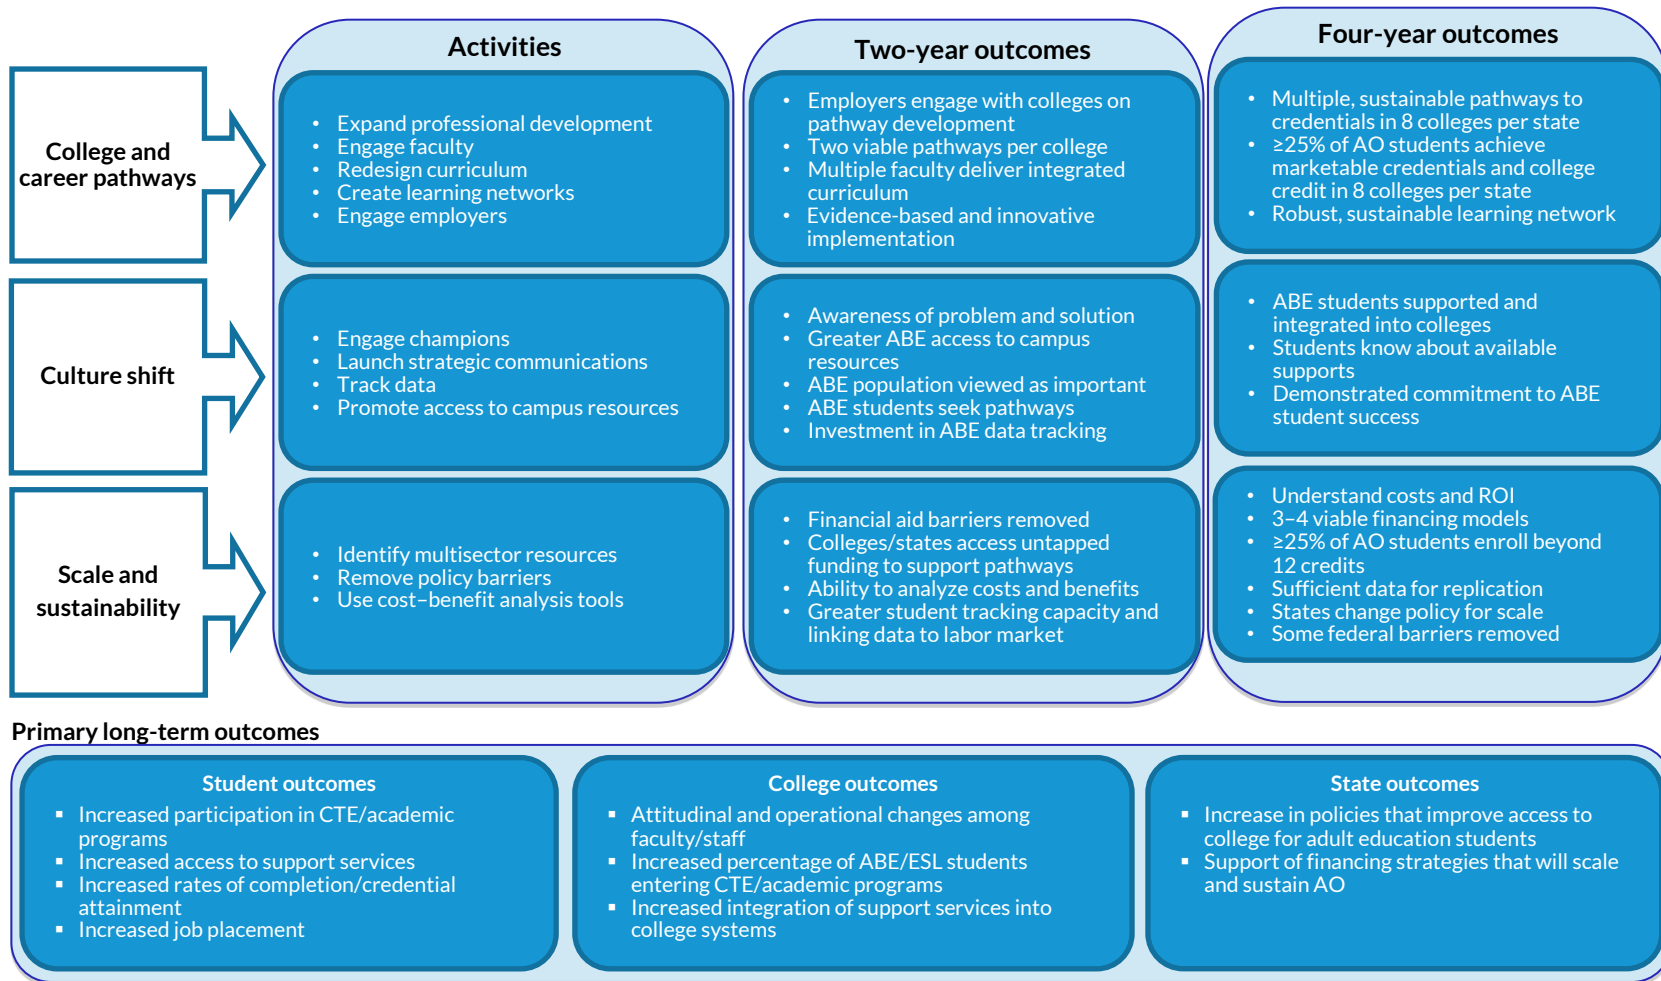 Activities
Two-year outcomes
Four-year outcomes
College and
career pathways
• Expand professional development
• Engage faculty
• Redesign curriculum
• Create learning networks
• Engage employers
• Employers engage with colleges on
pathway development
• Two viable pathways per college
• Multiple faculty deliver integrated
curriculum
• Evidence-based and innovative
implementation
• Multiple, sustainable pathways to
credentials in 8 colleges per state
• ≥25% of AO students achieve
marketable credentials and college
credit in 8 colleges per state
• Robust, sustainable learning network
Culture shift
• Engage champions
• Launch strategic communications
• Track data
• Promote access to campus resources
• Awareness of problem and solution
• Greater ABE access to campus
resources
• ABE population viewed as important
• ABE students seek pathways
• Investment in ABE data tracking
• ABE students supported and
integrated into colleges
• Students know about available
supports
• Demonstrated commitment to ABE
student success
Scale and
sustainability
• Identify multisector resources
• Remove policy barriers
• Use cost–benefit analysis tools
• Financial aid barriers removed
• Colleges/states access untapped
funding to support pathways
• Ability to analyze costs and benefits
• Greater student tracking capacity and
linking data to labor market
• Understand costs and ROI
• 3–4 viable financing models
• ≥25% of AO students enroll beyond
12 credits
• Sufficient data for replication
• States change policy for scale
• Some federal barriers removed
Primary long-term outcomes
Student outcomes
▪ Increased participation in CTE/academic
programs
▪ Increased access to support services
▪ Increased rates of completion/credential
attainment
▪ Increased job placement
College outcomes
▪ Attitudinal and operational changes among
faculty/staff
▪ Increased percentage of ABE/ESL students
entering CTE/academic programs
▪ Increased integration of support services into
college systems
State outcomes
▪ Increase in policies that improve access to
college for adult education students
▪ Support of financing strategies that will scale
and sustain AO